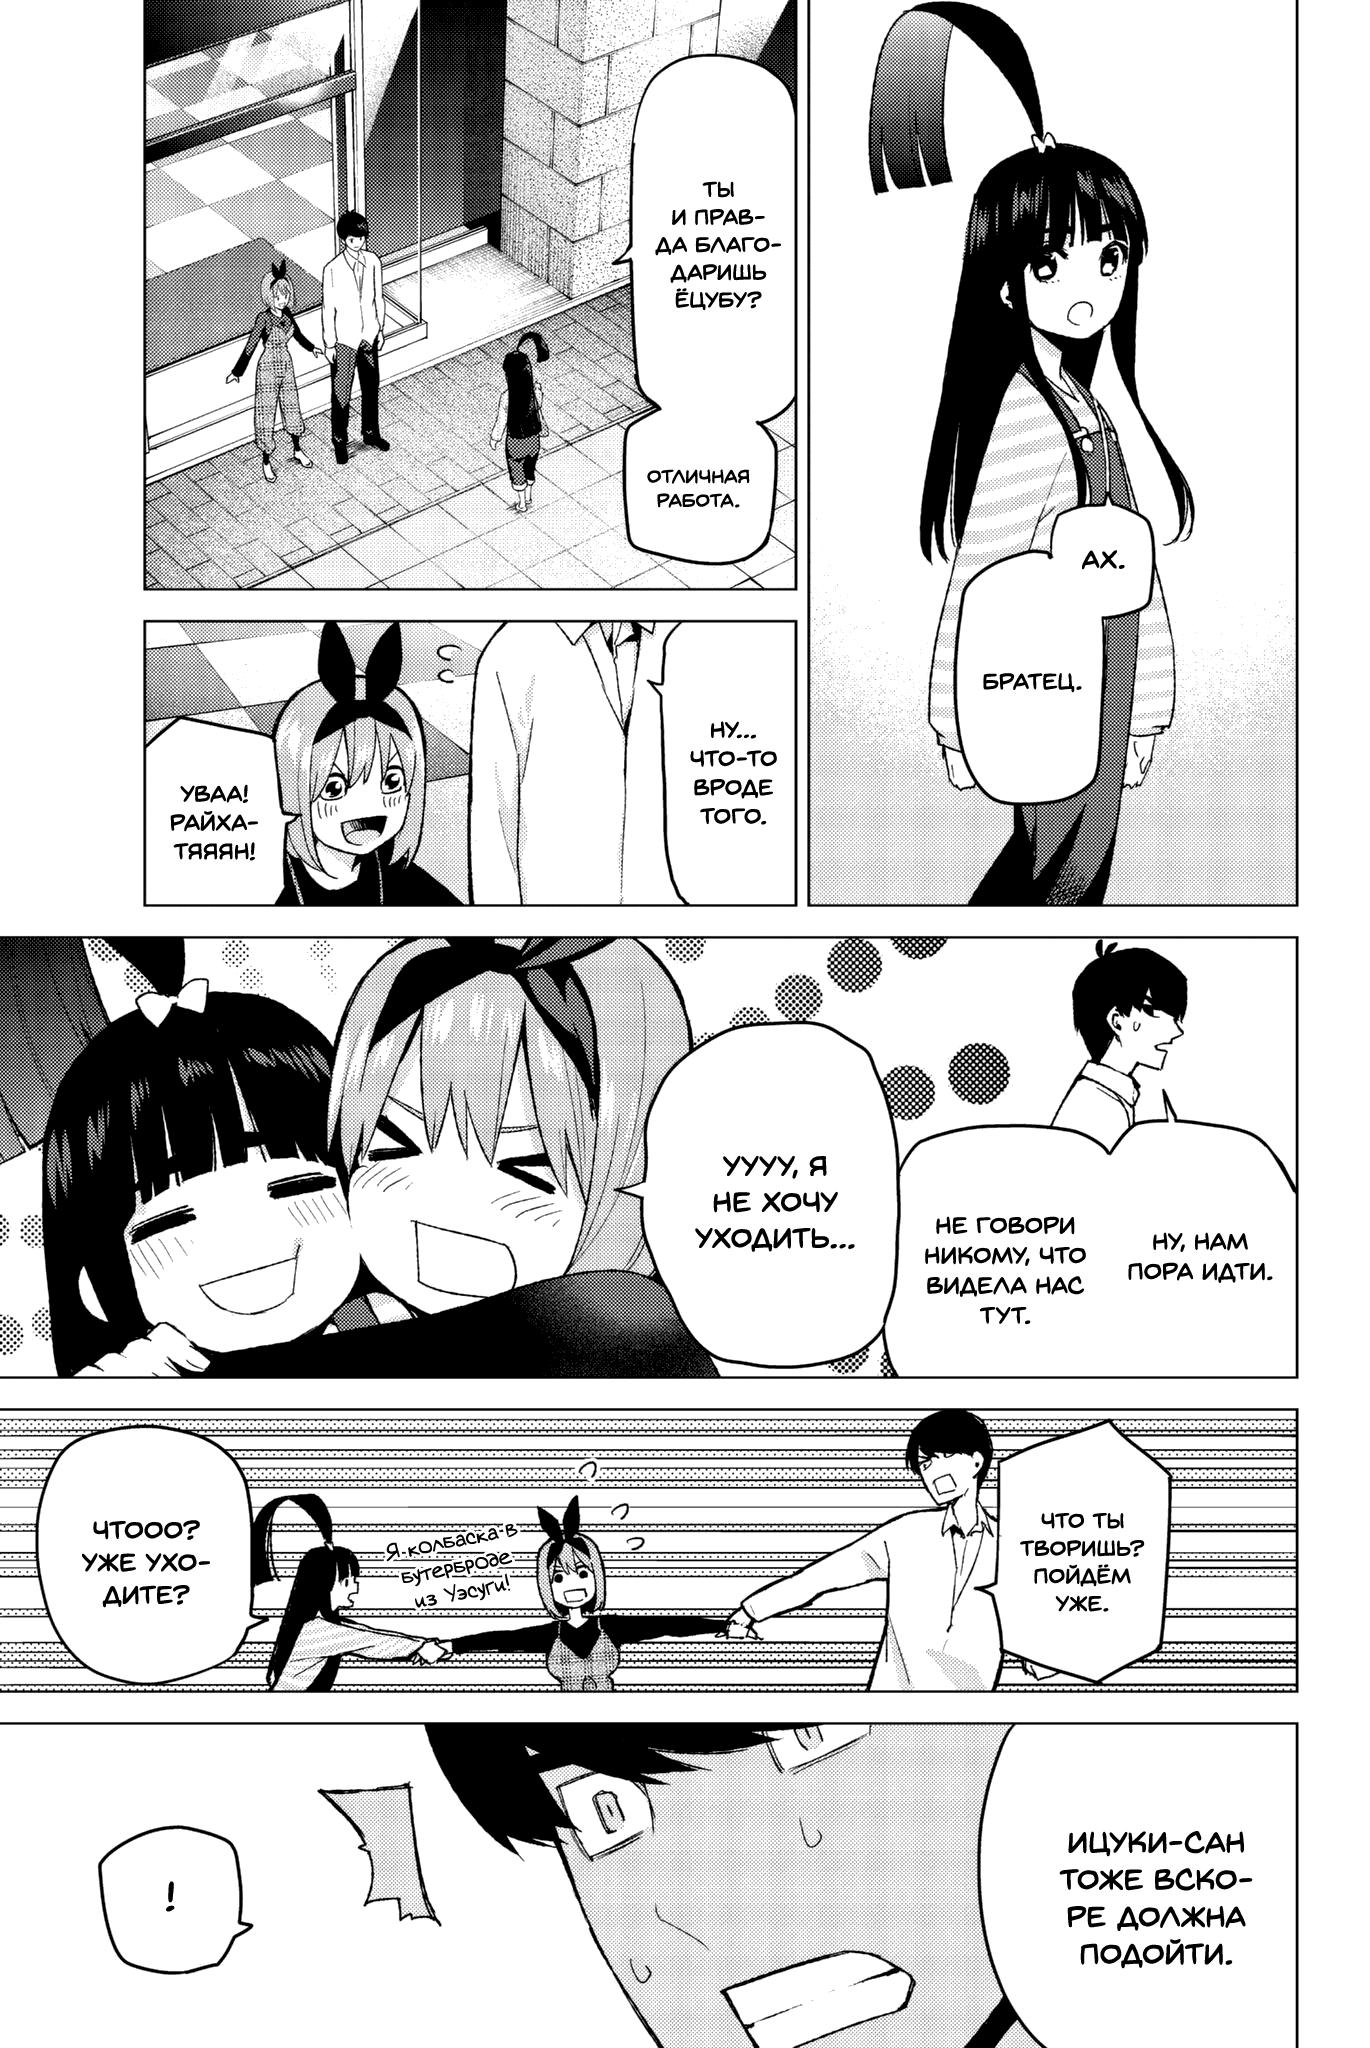 АХ.
БРАТЕЦ.
ТЫ
И ПРАВ-
ДА БЛАГО-
ДАРИШЬ
ЁЦУБУ?
ОТЛИЧНАЯ
РАБОТА.
НУ...
ЧТО-ТО
ВРОДЕ
ТОГО.
УВАА!
РАЙХА-
ТЯЯЯН!
НУ, НАМ
ПОРА ИДТИ.
НЕ ГОВОРИ
НИКОМУ, ЧТО
ВИДЕЛА НАС
ТУТ.
УУУУ, Я
НЕ ХОЧУ
УХОДИТЬ...
ЧТО ТЫ
ТВОРИШЬ?
ПОЙДЁМ
УЖЕ.
Я-колбаска-в
бутерброде
из Уэсуги!
ЧТООО?
УЖЕ УХО-
ДИТЕ?
ИЦУКИ-САН
ТОЖЕ ВСКО-
РЕ ДОЛЖНА
ПОДОЙТИ.
!